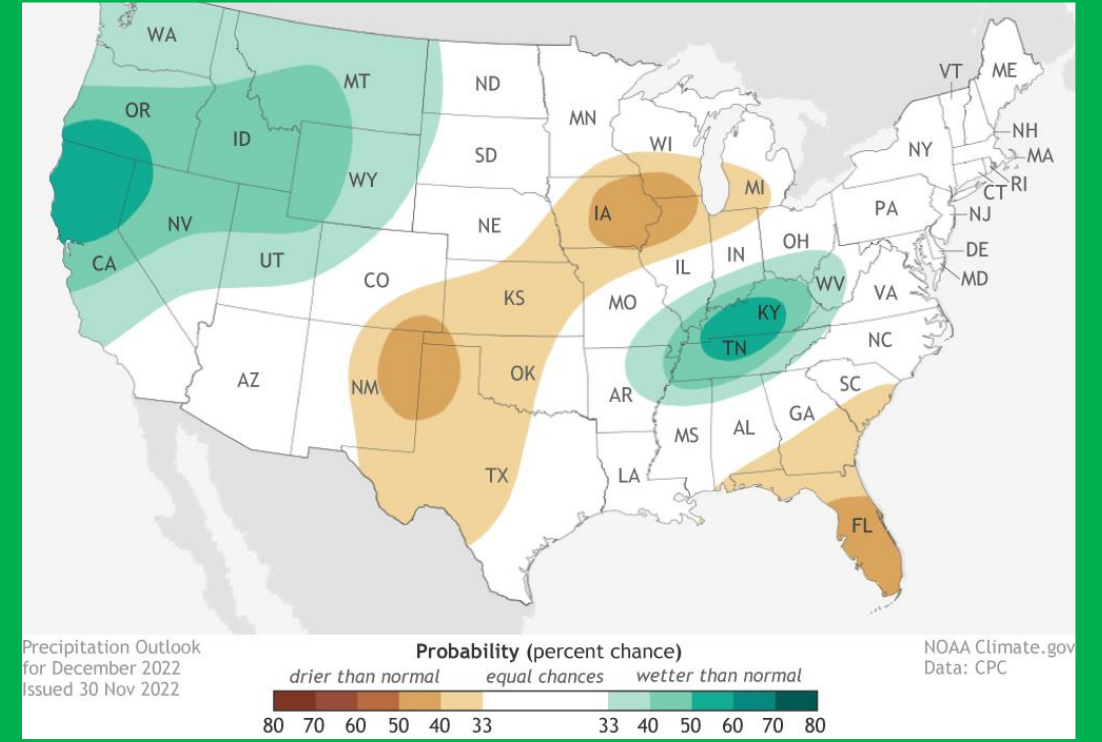 WA
MT
ND
MN
VT
ME
OR
ID
WY
SD
WI
NY
NH
MA
MI
RI
CT
NV
UT
NE
IA
PA
NJ
CA
CO
KS
MO
IL
IN
OH
WV
VA
DE
MD
AZ
NM
OK
AR
KY
TN
NC
SC
TX
LA
MS
AL
GA
FL
Precipitation Outlook
for December 2022
Issued 30 Nov 2022
Probability (percent chance)
drier than normal equal chances wetter than normal
80 70 60 50 40 33 33 40 50 60 70 80
NOAA Climate.gov
Data: CPC